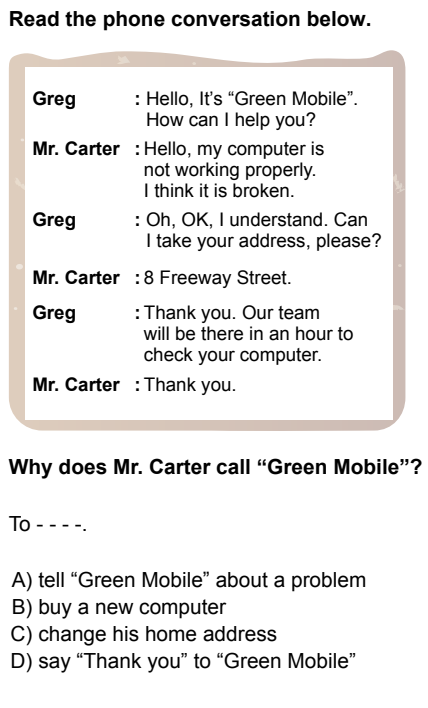 Read the phone conversation below.
Greg : Hello, It's “Green Mobile”.
How can I help you?
Mr. Carter : Hello, my computer is
not working properly.
I think it is broken.
Greg : Oh, OK, I understand. Can
I take your address, please?
Mr. Carter : 8 Freeway Street.
Greg : Thank you. Our team
will be there in an hour to
check your computer.
Mr. Carter : Thank you.
Why does Mr. Carter call “Green Mobile”?
To - - - -.
A) tell “Green Mobile” about a problem
B) buy a new computer
C) change his home address
D) say “Thank you” to “Green Mobile”